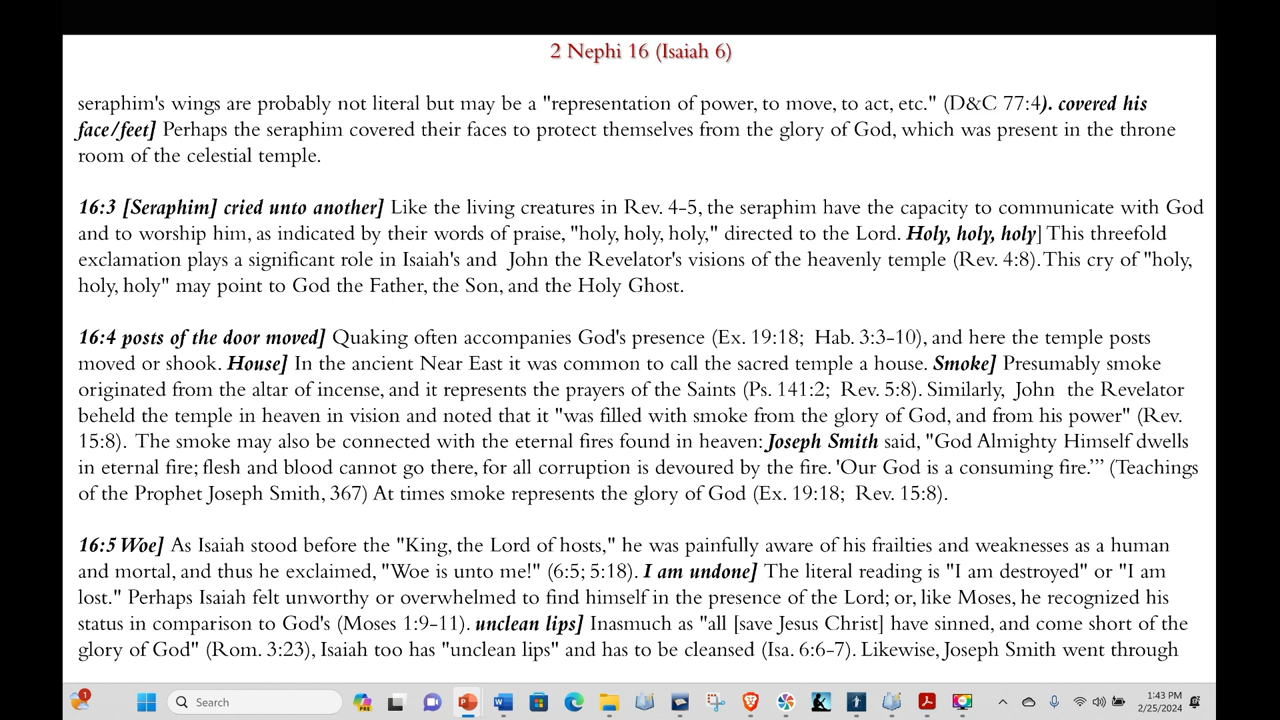 2 Nephi 16 (Isaiah 6)
seraphim's wings are probably not literal but may be a "representation of power, to move, to act, etc." (D&C 77:4). covered his
face/feet] Perhaps the seraphim covered their faces to protect themselves from the glory of God, which was present in the throne
room of the celestial temple.
16:3 [Seraphim] cried unto another] Like the living creatures in Rev. 4-5, the seraphim have the capacity to communicate with God
and to worship him, as indicated by their words of praise, "holy, holy, holy," directed to the Lord. Holy, holy, holy] This threefold
exclamation plays a significant role in Isaiah's and John the Revelator's visions of the heavenly temple (Rev. 4:8). This cry of "holy,
holy, holy" may point to God the Father, the Son, and the Holy Ghost.
16:4 posts of the door moved] Quaking often accompanies God's presence (Ex. 19:18; Hab. 3:3-10), and here the temple posts
moved or shook. House] In the ancient Near East it was common to call the sacred temple a house. Smoke] Presumably smoke
originated from the altar of incense, and it represents the prayers of the Saints (Ps. 141:2; Rev. 5:8). Similarly, John the Revelator
beheld the temple in heaven in vision and noted that it "was filled with smoke from the glory of God, and from his power" (Rev.
15:8). The smoke may also be connected with the eternal fires found in heaven: Joseph Smith said, "God Almighty Himself dwells
in eternal fire; flesh and blood cannot go there, for all corruption is devoured by the fire. 'Our God is a consuming fire.'" (Teachings
of the Prophet Joseph Smith, 367) At times smoke represents the glory of God (Ex. 19:18; Rev. 15:8).
16:5 Woe] As Isaiah stood before the "King, the Lord of hosts," he was painfully aware of his frailties and weaknesses as a human
and mortal, and thus he exclaimed, "Woe is unto me!" (6:5; 5:18). I am undone] The literal reading is "I am destroyed" or "I am
lost." Perhaps Isaiah felt unworthy or overwhelmed to find himself in the presence of the Lord; or, like Moses, he recognized his
status in comparison to God's (Moses 1:9-11). unclean lips] Inasmuch as "all [save Jesus Christ] have sinned, and come short of the
glory of God" (Rom. 3:23), Isaiah too has "unclean lips" and has to be cleansed (Isa. 6:6-7). Likewise, Joseph Smith went through
1
Search
PRE
1:43 PM
2/25/2024